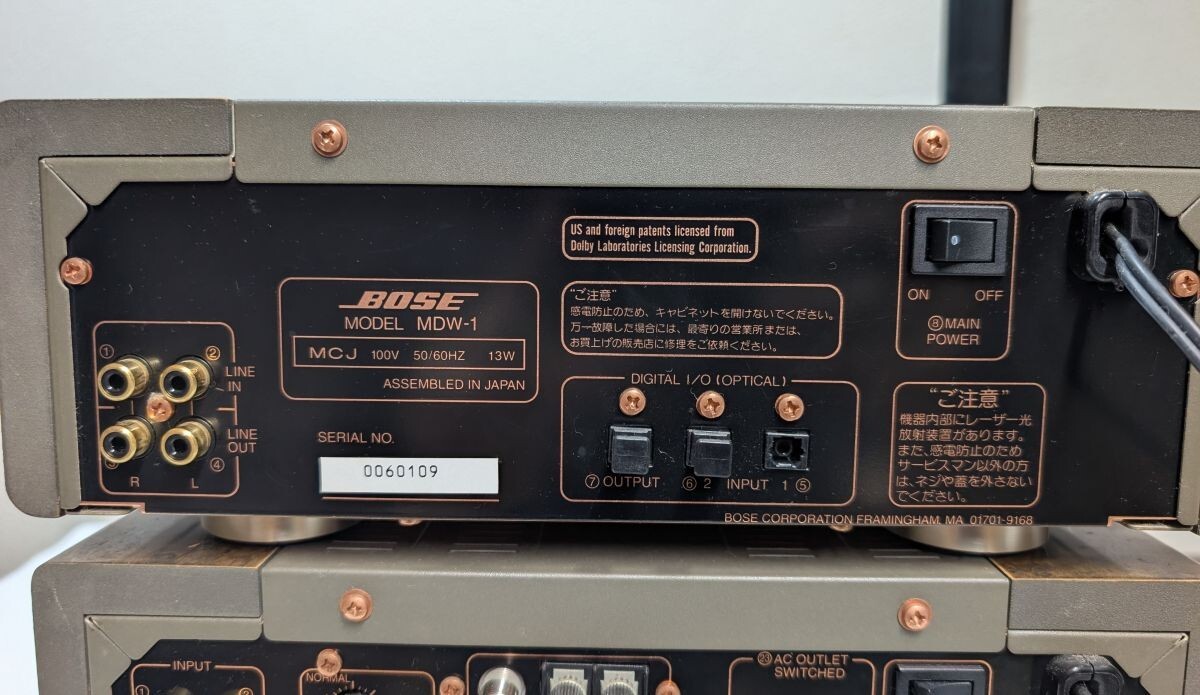 US and foreign patents licensed from
Dolby Laboratories Licensing Corporation.
BOSE
MODEL MDW-1
MCJ 100V 50/60HZ 13W
ASSEMBLED IN JAPAN
SERIAL NO.
0060109
① ②
LINE
IN
LINE
OUT
③ ④
R L
“ご注意”
感電防止のため、キャビネットを開けないでください。
万一故障した場合には、最寄りの営業所または、
お買上げの販売店に修理をご依頼ください。
DIGITAL I/O (OPTICAL)
⑦ OUTPUT ⑥ 2 INPUT 1 ⑤
ON OFF
⑧ MAIN
POWER
“ご注意”
機器内部にレーザー光
放射装置があります。
また、感電防止のため
サービスマン以外の方
は、ネジや蓋を外さない
でください。
BOSE CORPORATION FRAMINGHAM, MA 01701-9168
INPUT
① ②
NORMAL
㉓ AC OUTLET
SWITCHED